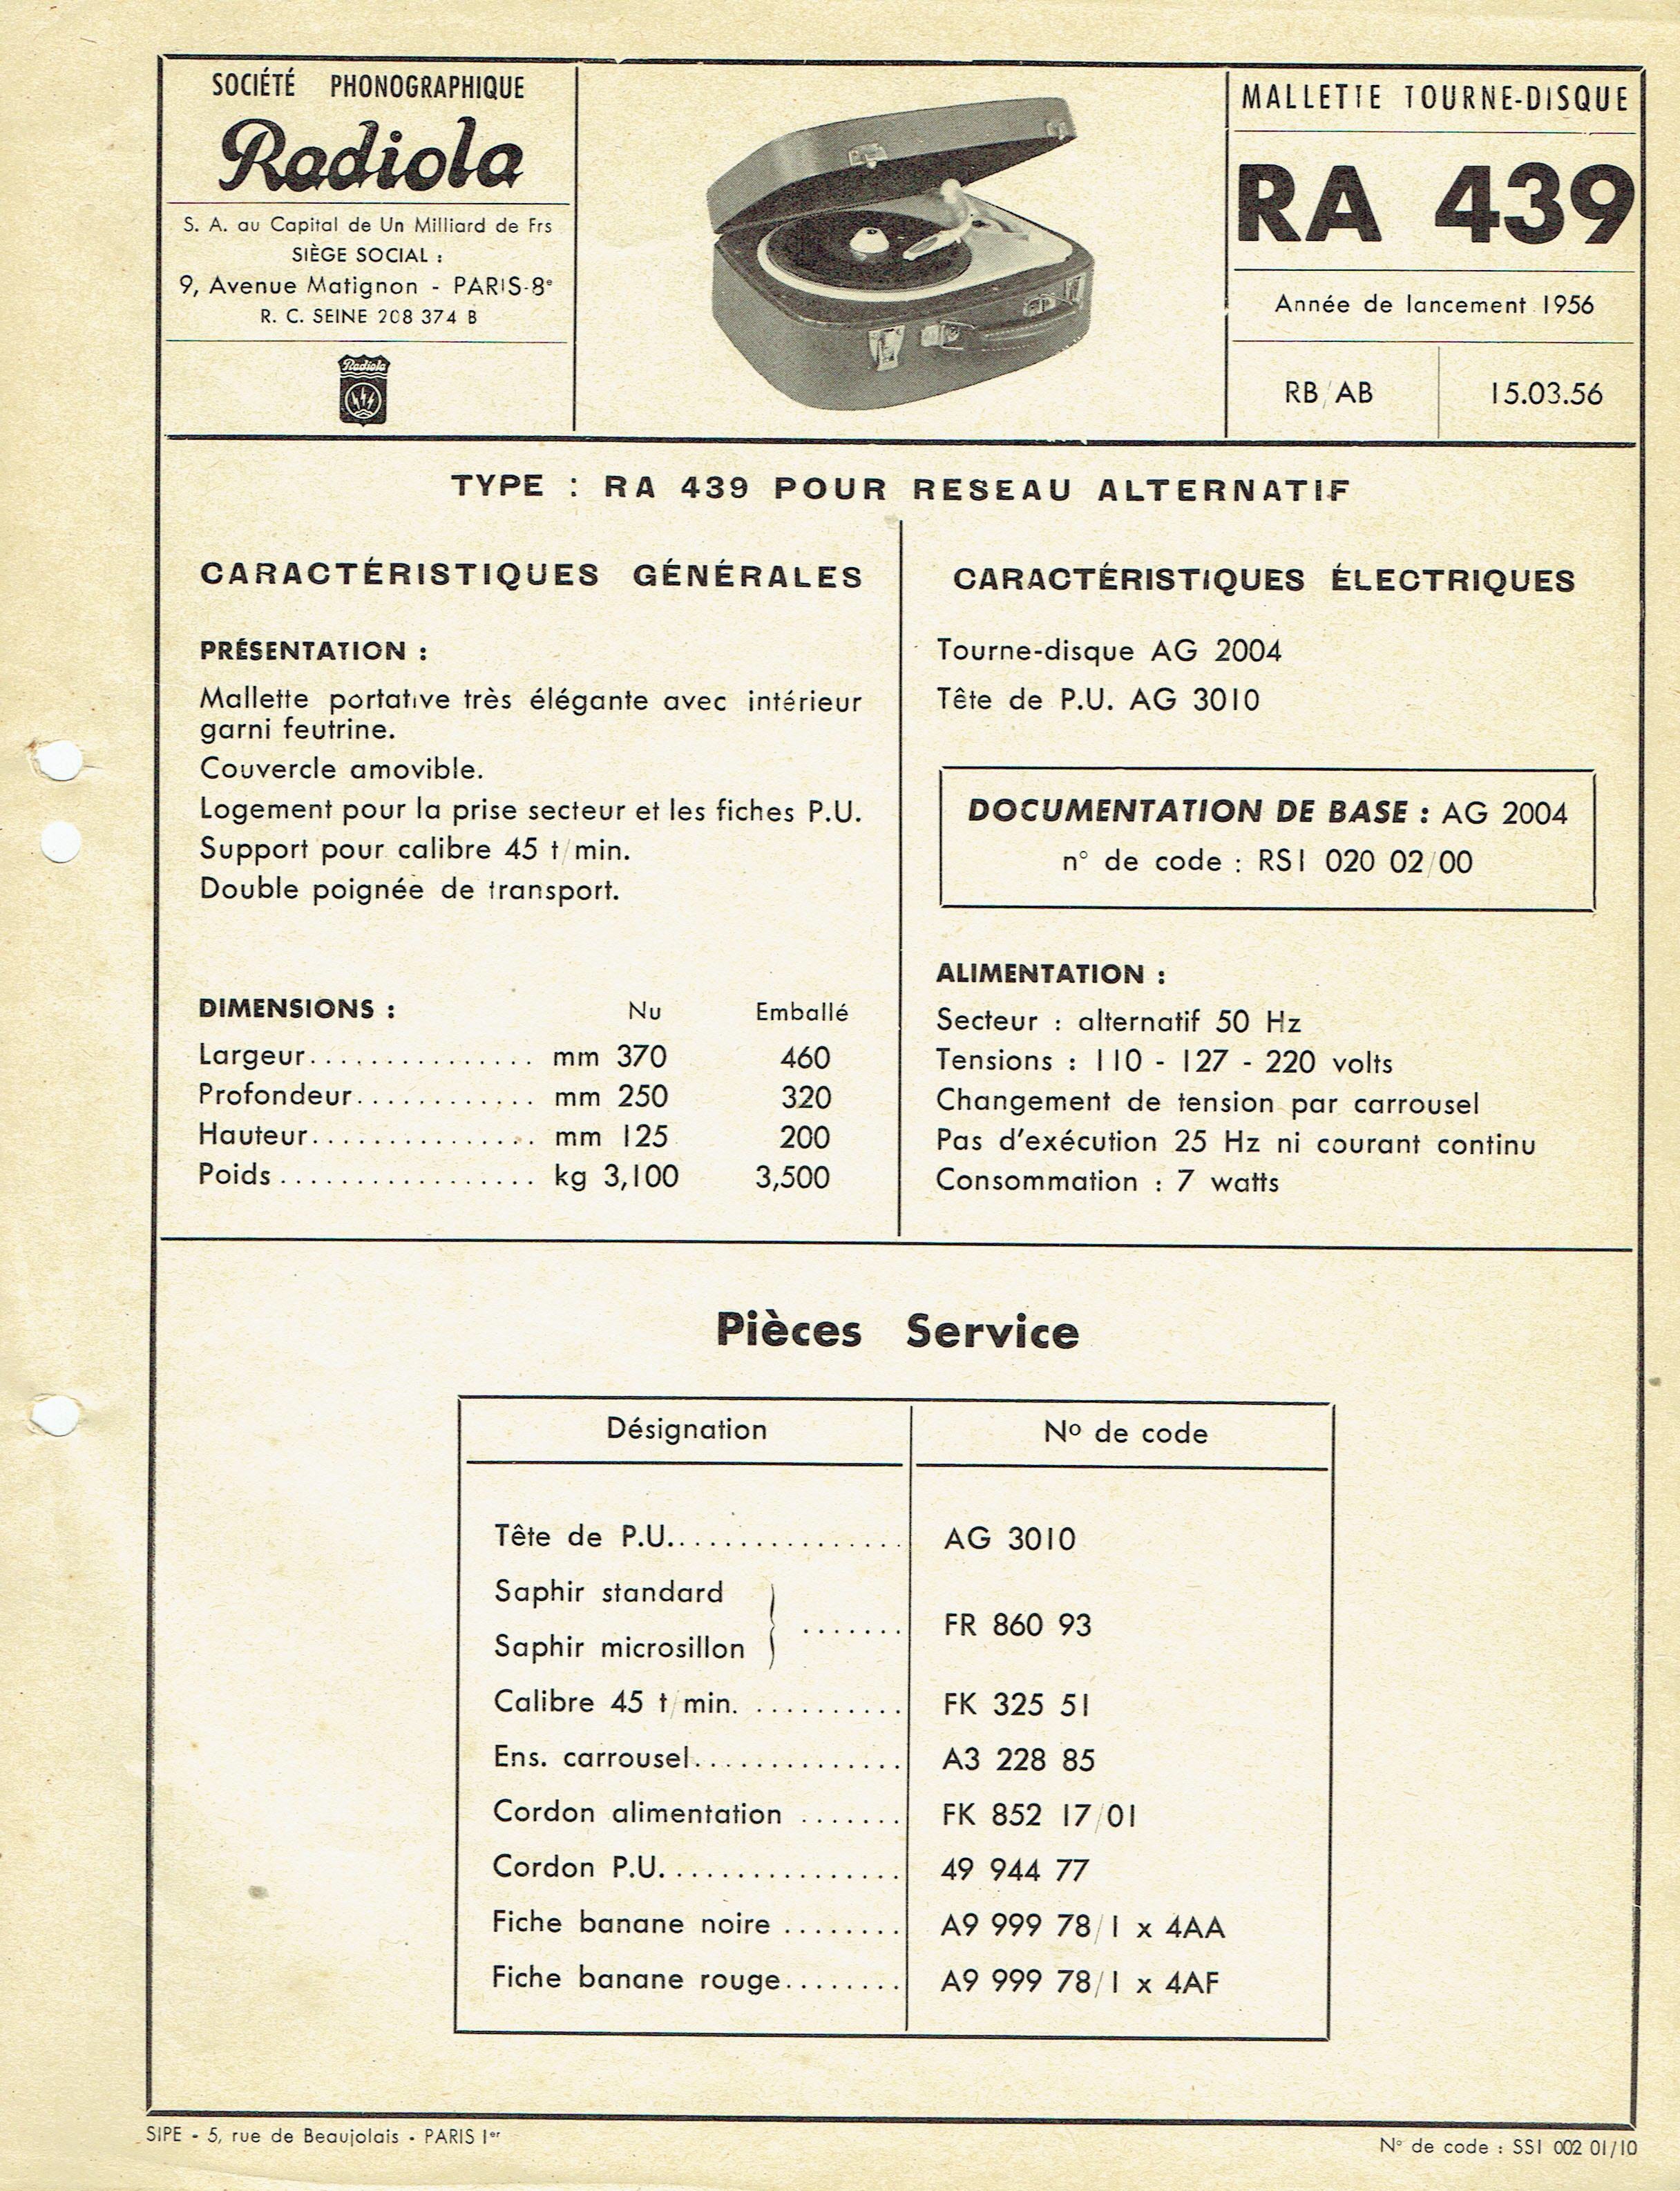 SOCIÉTÉ PHONOGRAPHIQUE
Radiola
S. A. au Capital de Un Milliard de Frs
SIÈGE SOCIAL :
9, Avenue Matignon - PARIS-8e
R. C. SEINE 208 374 B
Radiola
MALLETTE TOURNE-DISQUE
RA 439
Année de lancement 1956
RB/AB 15.03.56
TYPE : RA 439 POUR RESEAU ALTERNATIF
CARACTÉRISTIQUES GÉNÉRALES
PRÉSENTATION :
Mallette portative très élégante avec intérieur
garni feutrine.
Couvercle amovible.
Logement pour la prise secteur et les fiches P.U.
Support pour calibre 45 t/min.
Double poignée de transport.
DIMENSIONS : Nu Emballé
Largeur............... mm 370 460
Profondeur............ mm 250 320
Hauteur............... mm 125 200
Poids ................. kg 3,100 3,500
CARACTÉRISTIQUES ÉLECTRIQUES
Tourne-disque AG 2004
Tête de P.U. AG 3010
DOCUMENTATION DE BASE : AG 2004
n° de code : RSI 020 02/00
ALIMENTATION :
Secteur : alternatif 50 Hz
Tensions : 110 - 127 - 220 volts
Changement de tension par carrousel
Pas d'exécution 25 Hz ni courant continu
Consommation : 7 watts
Pièces Service
Désignation Nº de code
Tête de P.U................. AG 3010
Saphir standard
....... FR 860 93
Saphir microsillon
Calibre 45 t/min. .......... FK 325 51
Ens. carrousel.............. A3 228 85
Cordon alimentation ....... FK 852 17/01
Cordon P.U................. 49 944 77
Fiche banane noire ........ A9 999 78/1 x 4AA
Fiche banane rouge........ A9 999 78/1 x 4AF
SIPE - 5, rue de Beaujolais - PARIS 1er
N° de code : SSI 002 01/10